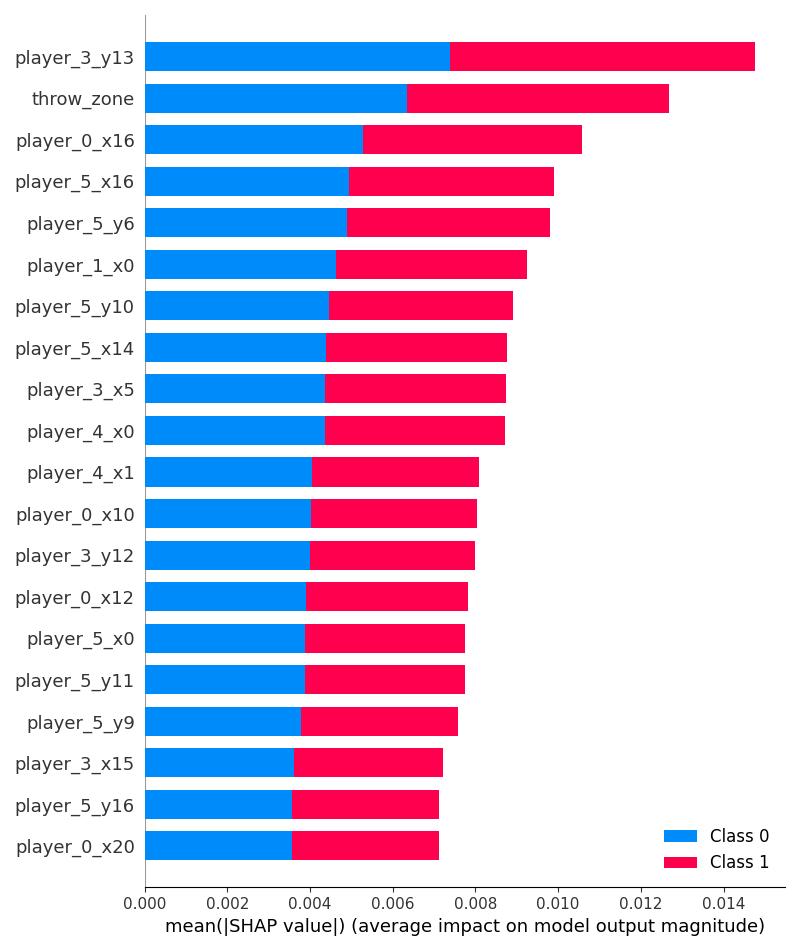 player_3_y13
throw_zone
player_0_x16
player_5_x16
player_5_y6
player_1_x0
player_5_y10
player_5_x14
player_3_x5
player_4_x0
player_4_x1
player_0_x10
player_3_y12
player_0_x12
player_5_x0
player_5_y11
player_5_y9
player_3_x15
player_5_y16
player_0_x20
Class 0
Class 1
0.000 0.002 0.004 0.006 0.008 0.010 0.012 0.014
mean(|SHAP value|) (average impact on model output magnitude)